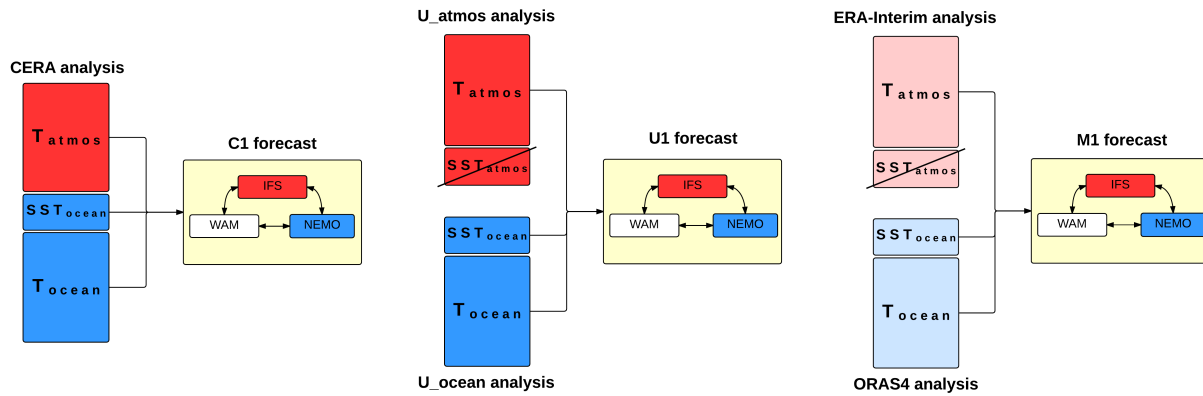 CERA analysis
T atmos
SST ocean
T ocean
C1 forecast
IFS
WAM
NEMO
U_atmos analysis
T atmos
SST atmos
SST ocean
T ocean
U_ocean analysis
U1 forecast
IFS
WAM
NEMO
ERA-Interim analysis
T atmos
SST atmos
SST ocean
T ocean
ORAS4 analysis
M1 forecast
IFS
WAM
NEMO